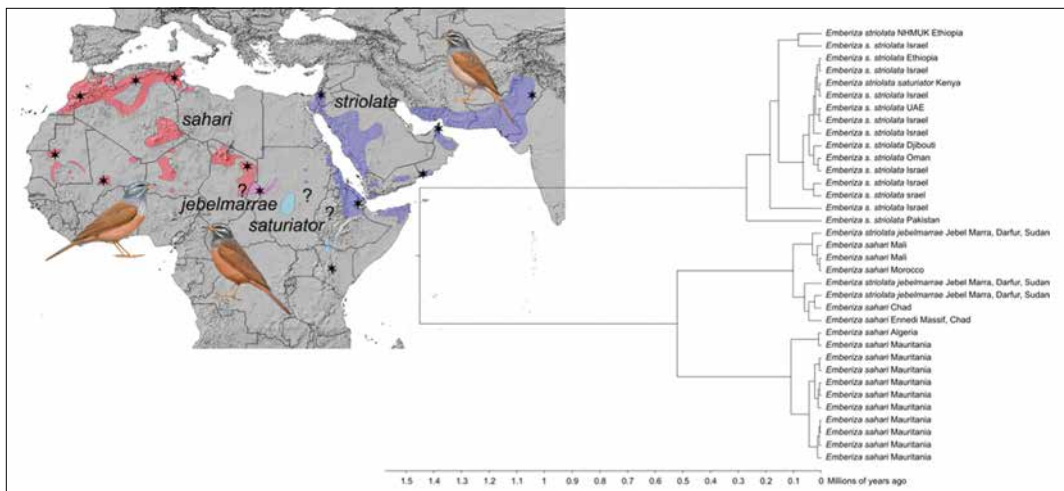 sahari
striolata
?
?
?
jebelmarrae
saturiator
Emberiza striolata NHMUK Ethiopia
Emberiza s. striolata Israel
Emberiza s. striolata Ethiopia
Emberiza s. striolata Israel
Emberiza striolata saturiator Kenya
Emberiza s. striolata Israel
Emberiza s. striolata UAE
Emberiza s. striolata Israel
Emberiza s. striolata Israel
Emberiza s. striolata Djibouti
Emberiza s. striolata Oman
Emberiza s. striolata Israel
Emberiza s. striolata Israel
Emberiza s. striolata srael
Emberiza s. striolata Israel
Emberiza s. striolata Pakistan
Emberiza striolata jebelmarrae Jebel Marra, Darfur, Sudan
Emberiza sahari Mali
Emberiza sahari Mali
Emberiza sahari Morocco
Emberiza striolata jebelmarrae Jebel Marra, Darfur, Sudan
Emberiza striolata jebelmarrae Jebel Marra, Darfur, Sudan
Emberiza sahari Chad
Emberiza sahari Ennedi Massif, Chad
Emberiza sahari Algeria
Emberiza sahari Mauritania
Emberiza sahari Mauritania
Emberiza sahari Mauritania
Emberiza sahari Mauritania
Emberiza sahari Mauritania
Emberiza sahari Mauritania
Emberiza sahari Mauritania
Emberiza sahari Mauritania
Emberiza sahari Mauritania
Emberiza sahari Mauritania
1.5 1.4 1.3 1.2 1.1 1 0.9 0.8 0.7 0.6 0.5 0.4 0.3 0.2 0.1 0 Millions of years ago